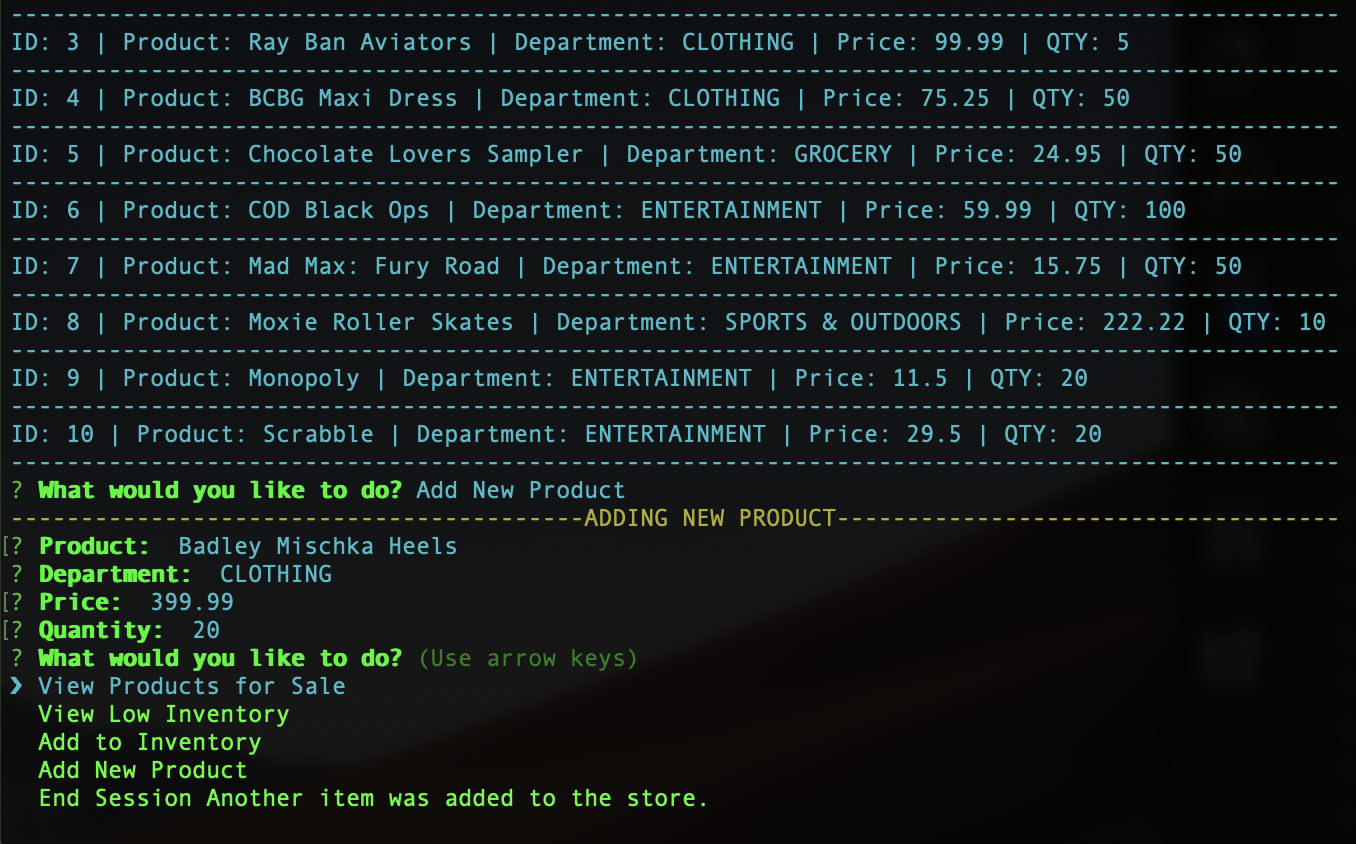 ------------------------------------------------------------------------------------------------
ID: 3 | Product: Ray Ban Aviators | Department: CLOTHING | Price: 99.99 | QTY: 5
------------------------------------------------------------------------------------------------
ID: 4 | Product: BCBG Maxi Dress | Department: CLOTHING | Price: 75.25 | QTY: 50
------------------------------------------------------------------------------------------------
ID: 5 | Product: Chocolate Lovers Sampler | Department: GROCERY | Price: 24.95 | QTY: 50
------------------------------------------------------------------------------------------------
ID: 6 | Product: COD Black Ops | Department: ENTERTAINMENT | Price: 59.99 | QTY: 100
------------------------------------------------------------------------------------------------
ID: 7 | Product: Mad Max: Fury Road | Department: ENTERTAINMENT | Price: 15.75 | QTY: 50
------------------------------------------------------------------------------------------------
ID: 8 | Product: Moxie Roller Skates | Department: SPORTS & OUTDOORS | Price: 222.22 | QTY: 10
------------------------------------------------------------------------------------------------
ID: 9 | Product: Monopoly | Department: ENTERTAINMENT | Price: 11.5 | QTY: 20
------------------------------------------------------------------------------------------------
ID: 10 | Product: Scrabble | Department: ENTERTAINMENT | Price: 29.5 | QTY: 20
------------------------------------------------------------------------------------------------
? What would you like to do? Add New Product
-----------------------------------------ADDING NEW PRODUCT------------------------------------
[? Product:  Badley Mischka Heels
? Department:  CLOTHING
[? Price:  399.99
[? Quantity:  20
? What would you like to do? (Use arrow keys)
❯ View Products for Sale
View Low Inventory
Add to Inventory
Add New Product
End Session Another item was added to the store.